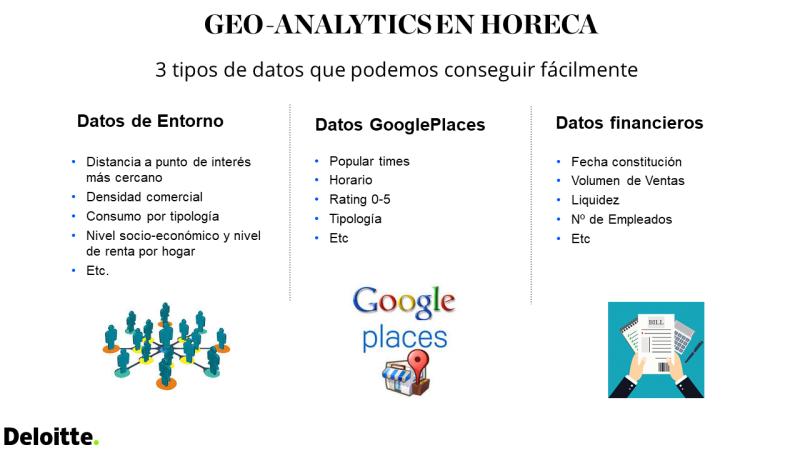 GEO-ANALYTICS EN HORECA
3 tipos de datos que podemos conseguir fácilmente
Datos de Entorno
• Distancia a punto de interés
más cercano
• Densidad comercial
• Consumo por tipología
• Nivel socio-económico y nivel
de renta por hogar
• Etc.
Datos GooglePlaces
• Popular times
• Horario
• Rating 0-5
• Tipología
• Etc
Google
places
Datos financieros
• Fecha constitución
• Volumen de Ventas
• Liquidez
• Nº de Empleados
• Etc
BILL
Deloitte.